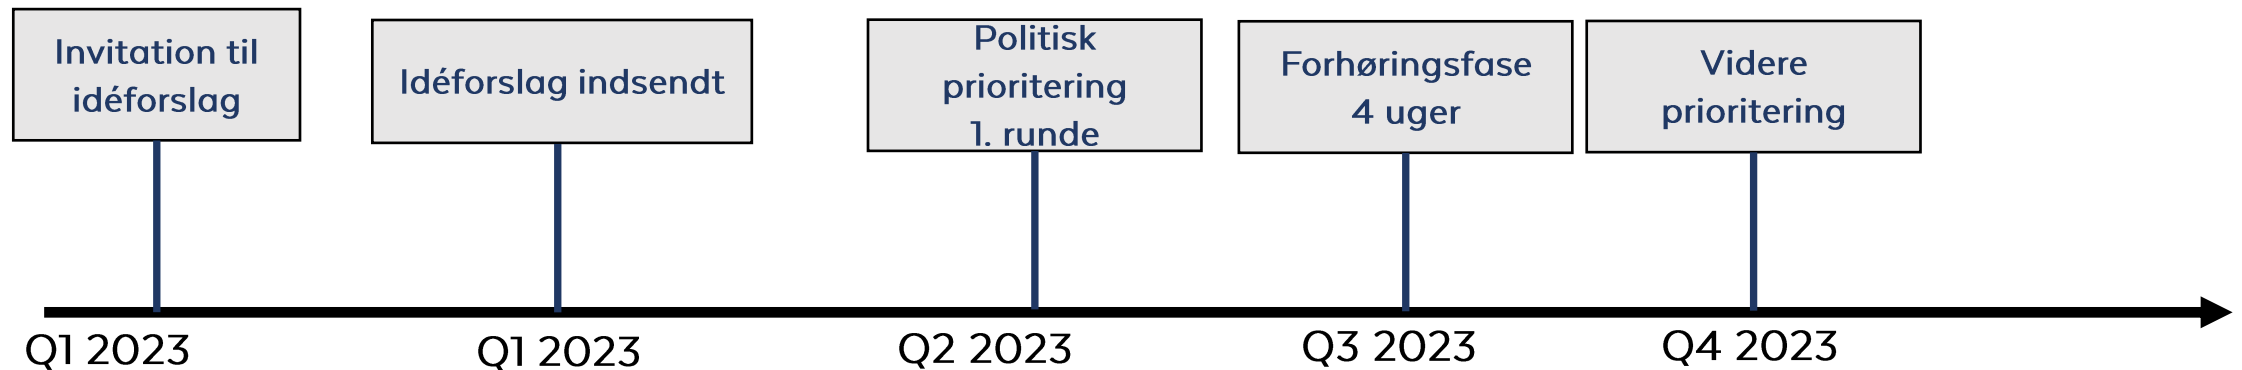 Invitation til
idéforslag
Idéforslag indsendt
Politisk
prioritering
1. runde
Forhøringsfase
4 uger
Videre
prioritering
Q1 2023
Q1 2023
Q2 2023
Q3 2023
Q4 2023